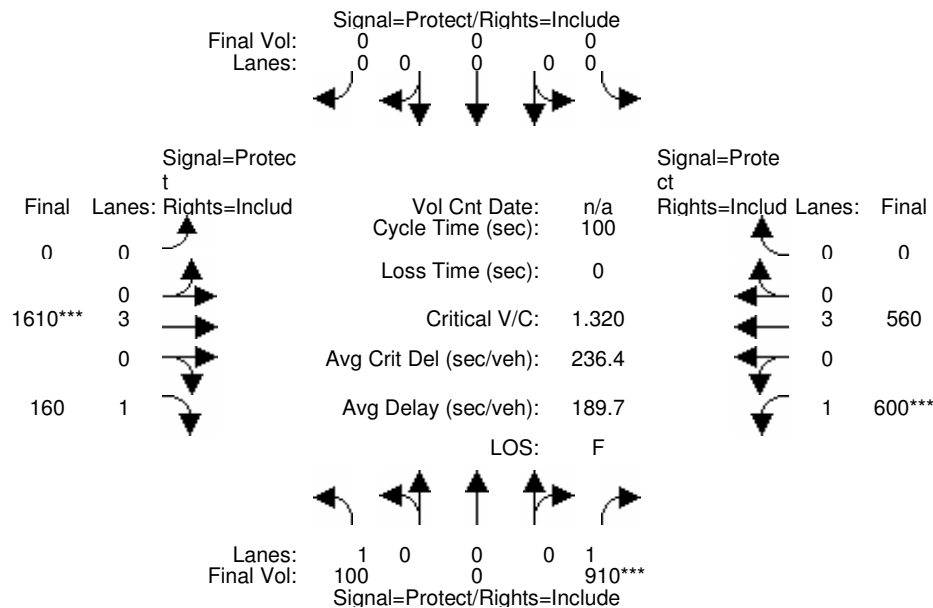 Signal=Protect/Rights=Include
Final Vol: 0 0 0
Lanes: 0 0 0 0 0
Signal=Protec
t
Signal=Prote
ct
Final Lanes: Rights=Includ Vol Cnt Date: n/a Rights=Includ Lanes: Final
Cycle Time (sec): 100
0 0 0 0
Loss Time (sec): 0
0 0
1610*** 3 Critical V/C: 1.320 3 560
0 Avg Crit Del (sec/veh): 236.4 0
160 1 Avg Delay (sec/veh): 189.7 1 600***
LOS: F
Lanes: 1 0 0 0 1
Final Vol: 100 0 910***
Signal=Protect/Rights=Include